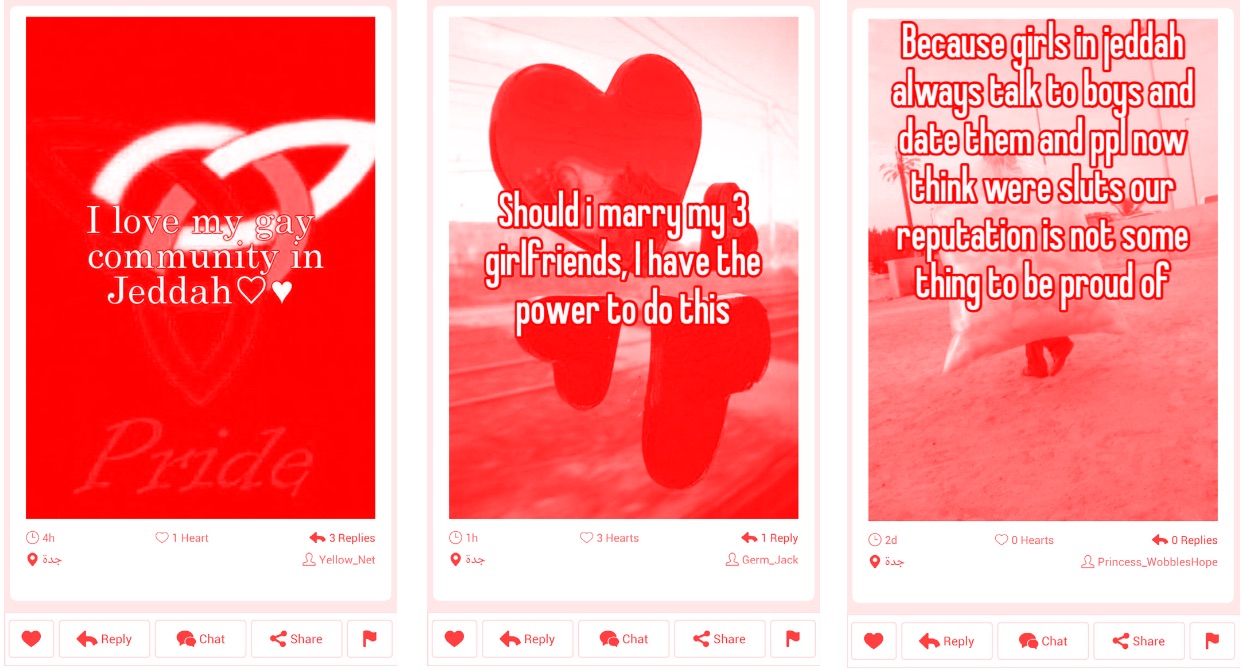 I love my gay
community in
Jeddah♡♥
Pride
4h
1 Heart
3 Replies
جدة
Yellow_Net
Reply
Chat
Share
Should i marry my 3
girlfriends, I have the
power to do this
1h
3 Hearts
1 Reply
جدة
Germ_Jack
Reply
Chat
Share
Because girls in jeddah
always talk to boys and
date them and ppl now
think were sluts our
reputation is not some
thing to be proud of
2d
0 Hearts
0 Replies
جدة
Princess_WobblesHope
Reply
Chat
Share